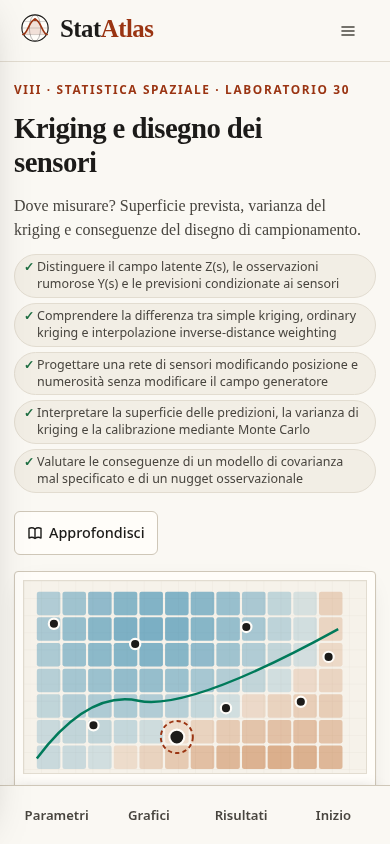 StatAtlas
VIII · STATISTICA SPAZIALE · LABORATORIO 30
Kriging e disegno dei
sensori
Dove misurare? Superficie prevista, varianza del
kriging e conseguenze del disegno di campionamento.
✓ Distinguere il campo latente Z(s), le osservazioni
rumorose Y(s) e le previsioni condizionate ai sensori
✓ Comprendere la differenza tra simple kriging, ordinary
kriging e interpolazione inverse-distance weighting
✓ Progettare una rete di sensori modificando posizione e
numerosità senza modificare il campo generatore
✓ Interpretare la superficie delle predizioni, la varianza di
kriging e la calibrazione mediante Monte Carlo
✓ Valutare le conseguenze di un modello di covarianza
mal specificato e di un nugget osservazionale
Approfondisci
Parametri Grafici Risultati Inizio